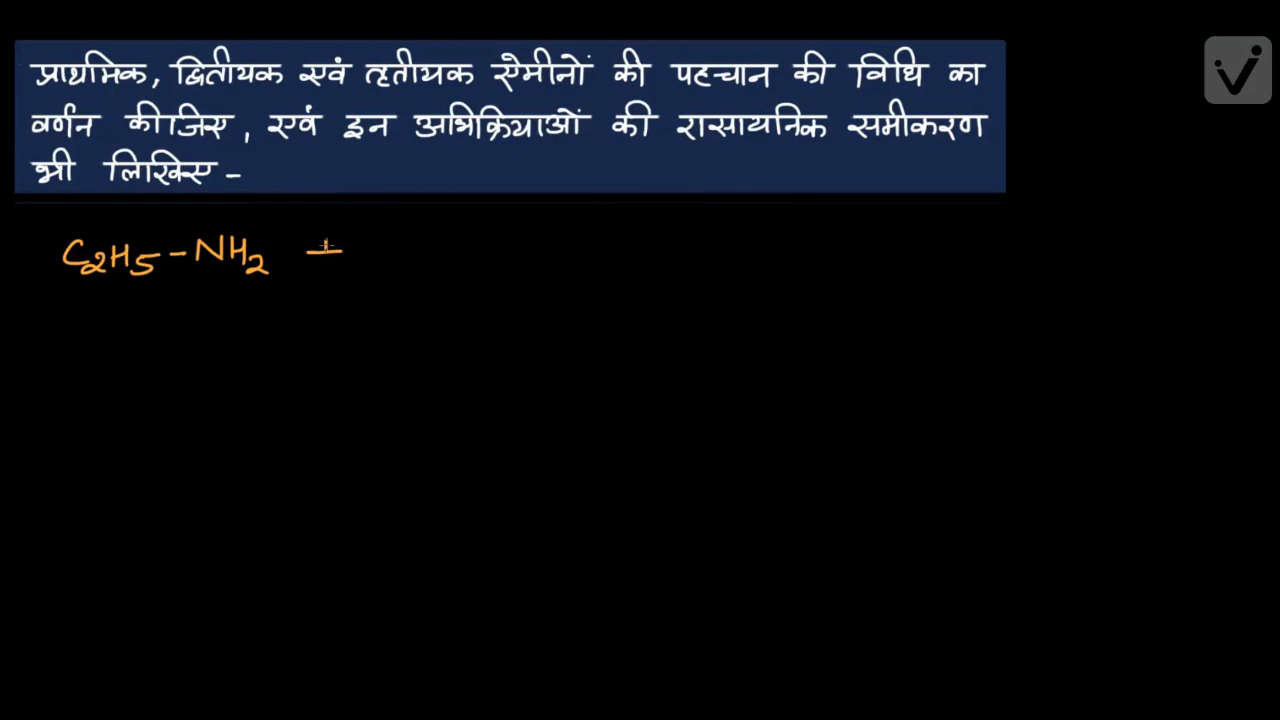 प्राथमिक, द्वितीयक एवं तृतीयक ऐमीनों की पहचान की विधि का
वर्णन कीजिए, एवं इन अभिक्रियाओं की रासायनिक समीकरण
भी लिखिए -
C₂H₅-NH₂ +